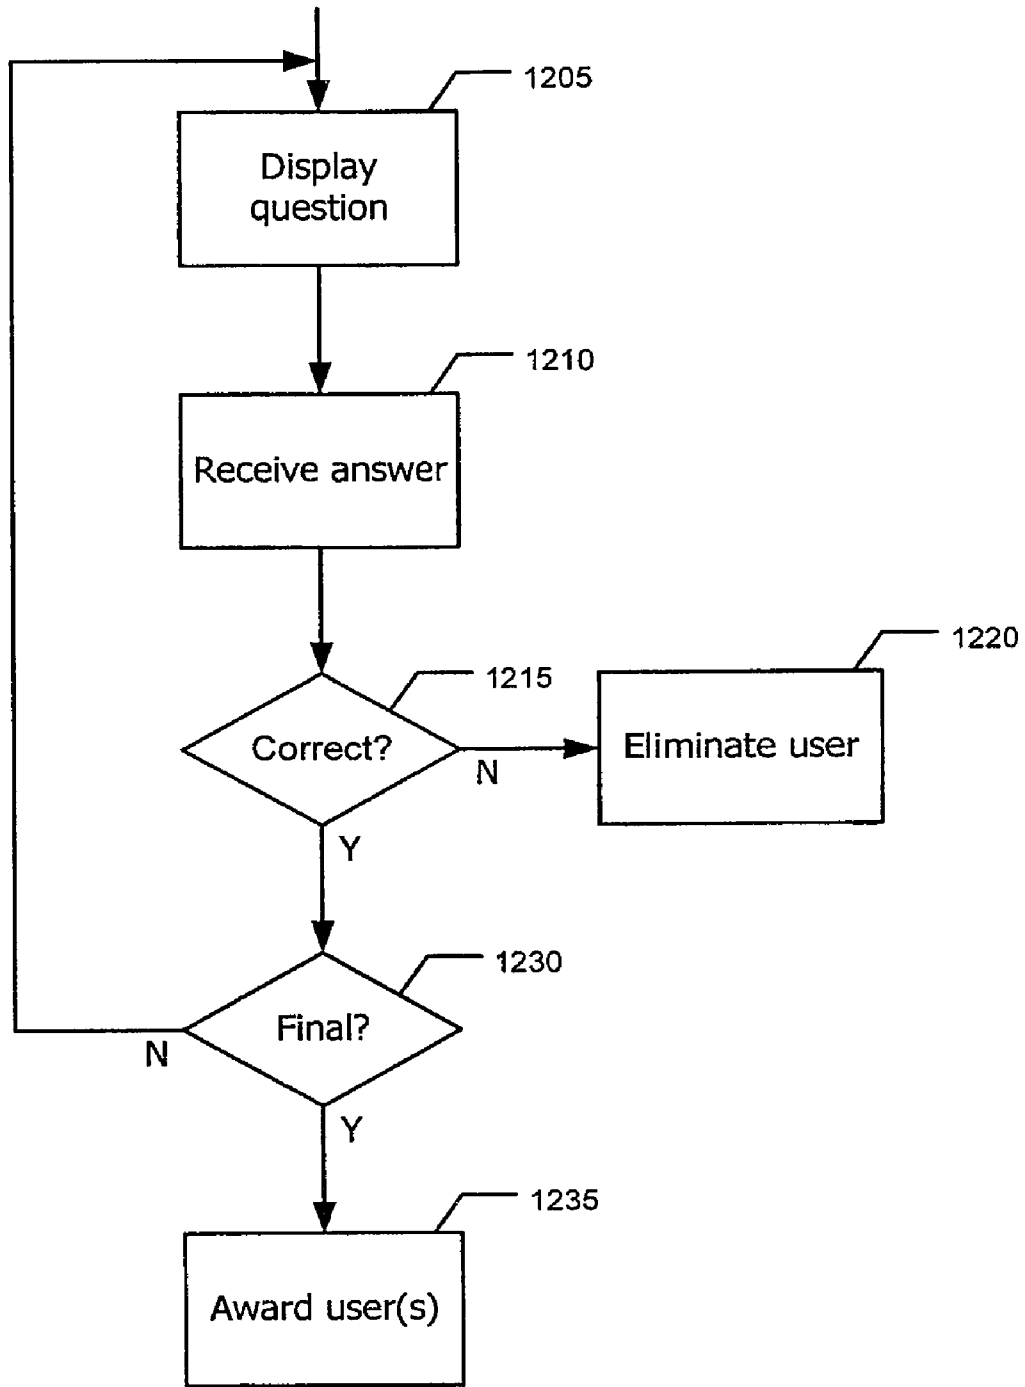 1205
Display
question
1210
Receive answer
1215
Correct?
N
1220
Eliminate user
Y
1230
Final?
N
Y
1235
Award user(s)